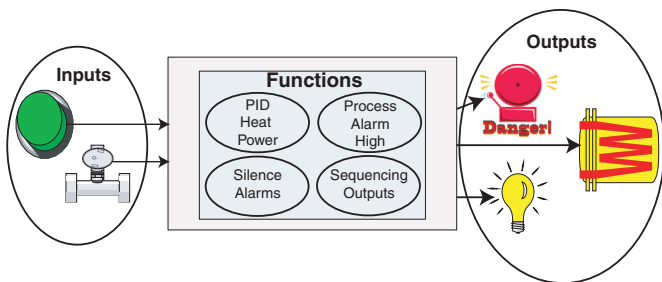 Inputs
Functions
PID
Heat
Power
Process
Alarm
High
Silence
Alarms
Sequencing
Outputs
Outputs
Danger!